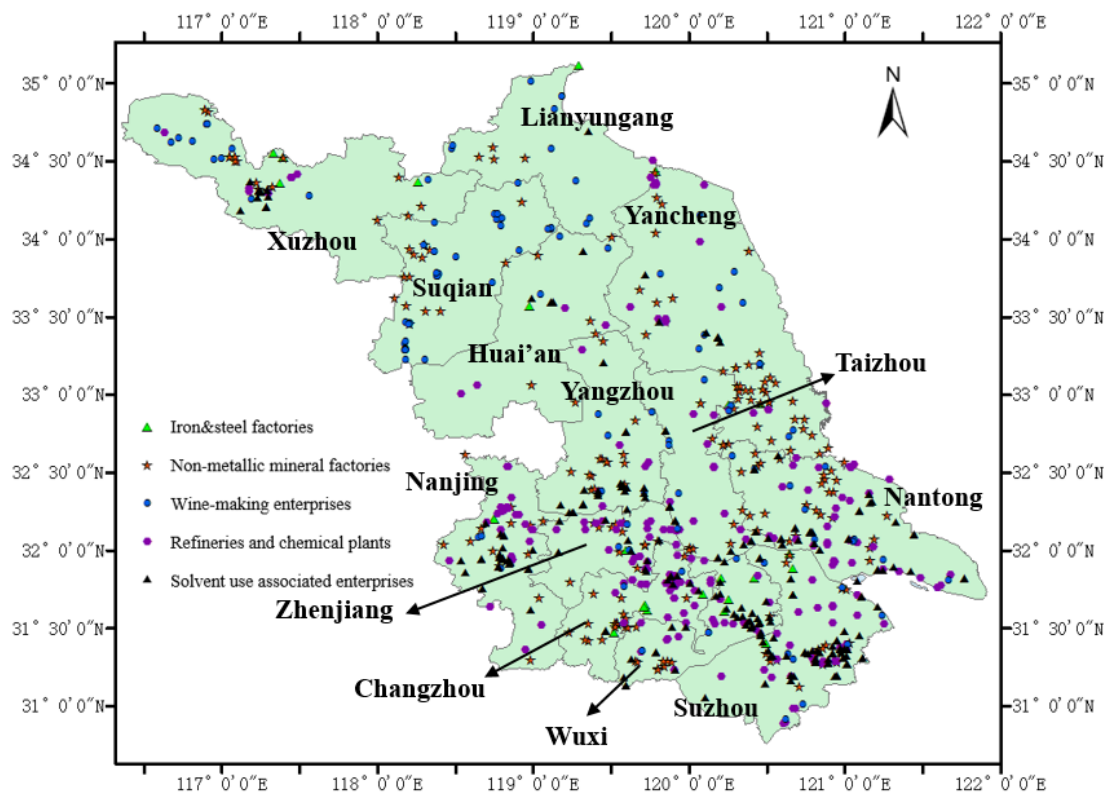 117° 0′0″E 118° 0′0″E 119° 0′0″E 120° 0′0″E 121° 0′0″E 122° 0′0″E
N
35° 0′0″N 35° 0′0″N
Lianyungang
34° 30′0″N 34° 30′0″N
Yancheng
Xuzhou
34° 0′0″N 34° 0′0″N
Suqian
33° 30′0″N 33° 30′0″N
Huai’an
Taizhou
Yangzhou
33° 0′0″N 33° 0′0″N
Iron&steel factories
Non-metallic mineral factories
Wine-making enterprises
Refineries and chemical plants
Solvent use associated enterprises
32° 30′0″N 32° 30′0″N
Nanjing
Nantong
32° 0′0″N 32° 0′0″N
Zhenjiang
31° 30′0″N 31° 30′0″N
Changzhou
Suzhou
31° 0′0″N 31° 0′0″N
Wuxi
117° 0′0″E 118° 0′0″E 119° 0′0″E 120° 0′0″E 121° 0′0″E 122° 0′0″E